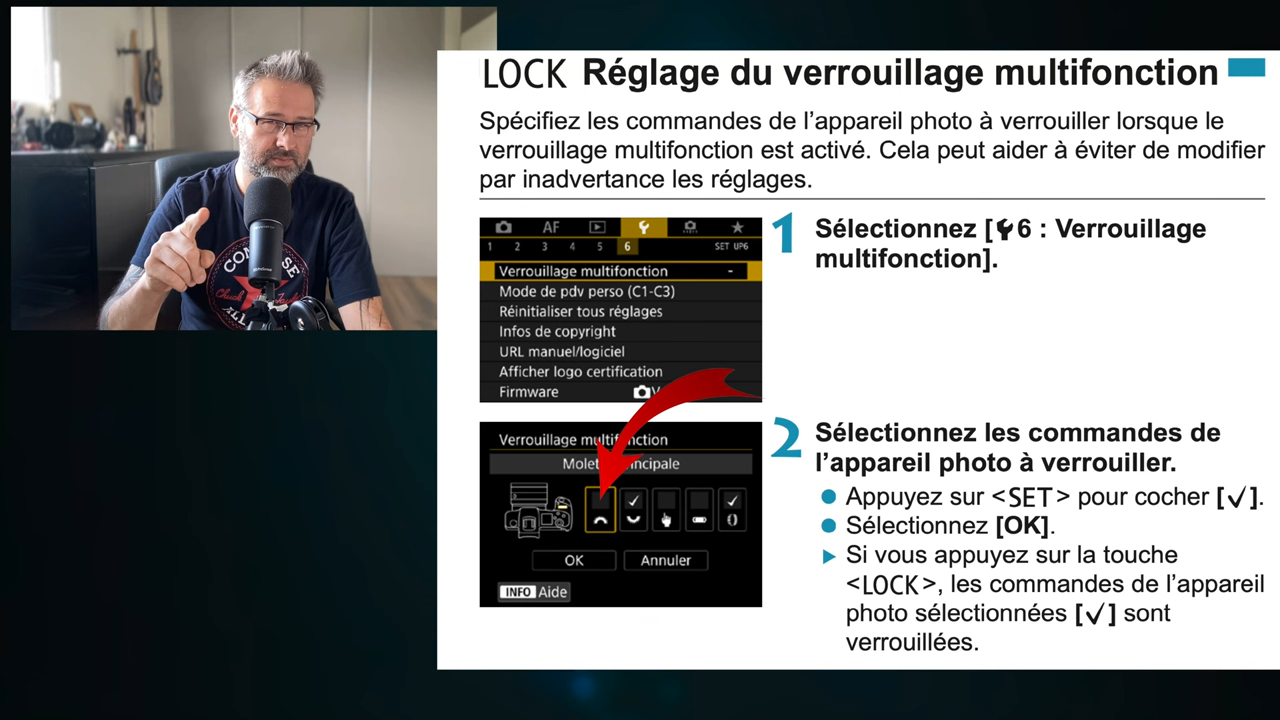 LOCK Réglage du verrouillage multifonction
Spécifiez les commandes de l'appareil photo à verrouiller lorsque le
verrouillage multifonction est activé. Cela peut aider à éviter de modifier
par inadvertance les réglages.
AF
1 2 3 4 5 6 SET UP6
Verrouillage multifonction -
Mode de pdv perso (C1-C3)
Réinitialiser tous réglages
Infos de copyright
URL manuel/logiciel
Afficher logo certification
Firmware
1 Sélectionnez [6 : Verrouillage
multifonction].
Verrouillage multifonction
Molette principale
OK Annuler
INFO Aide
2 Sélectionnez les commandes de
l'appareil photo à verrouiller.
● Appuyez sur <SET> pour cocher [✓].
● Sélectionnez [OK].
▶ Si vous appuyez sur la touche
<LOCK>, les commandes de l'appareil
photo sélectionnées [✓] sont
verrouillées.
CONVERSE
Chuck Taylor